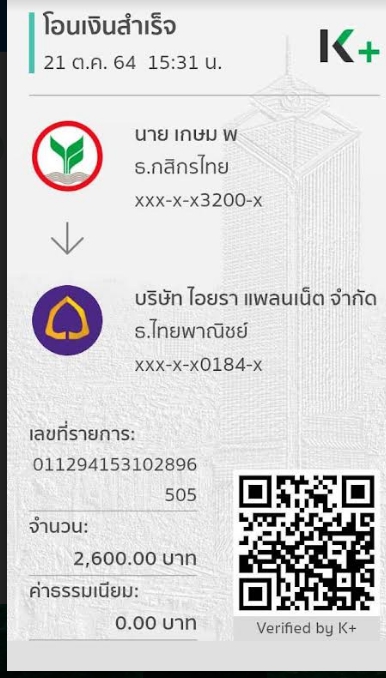 โอนเงินสำเร็จ
21 ต.ค. 64 15:31 น.
K+
นาย เกษม พ
ธ.กสิกรไทย
xxx-x-x3200-x
บริษัท ไอยรา แพลนเน็ต จำกัด
ธ.ไทยพาณิชย์
xxx-x-x0184-x
เลขที่รายการ:
011294153102896
505
จำนวน:
2,600.00 บาท
ค่าธรรมเนียม:
0.00 บาท
Verified by K+